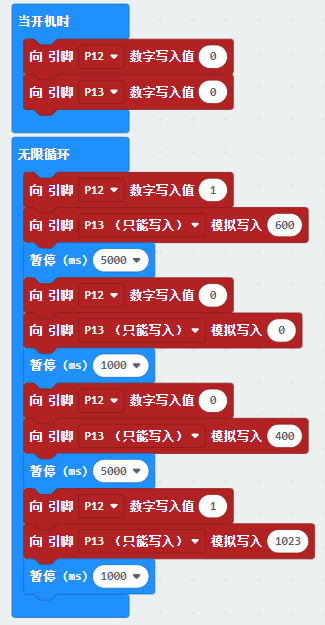 当开机时
向 引脚 P12 数字写入值 0
向 引脚 P13 数字写入值 0
无限循环
向 引脚 P12 数字写入值 1
向 引脚 P13 (只能写入) 模拟写入 600
暂停 (ms) 5000
向 引脚 P12 数字写入值 0
向 引脚 P13 (只能写入) 模拟写入 0
暂停 (ms) 1000
向 引脚 P12 数字写入值 0
向 引脚 P13 (只能写入) 模拟写入 400
暂停 (ms) 5000
向 引脚 P12 数字写入值 1
向 引脚 P13 (只能写入) 模拟写入 1023
暂停 (ms) 1000